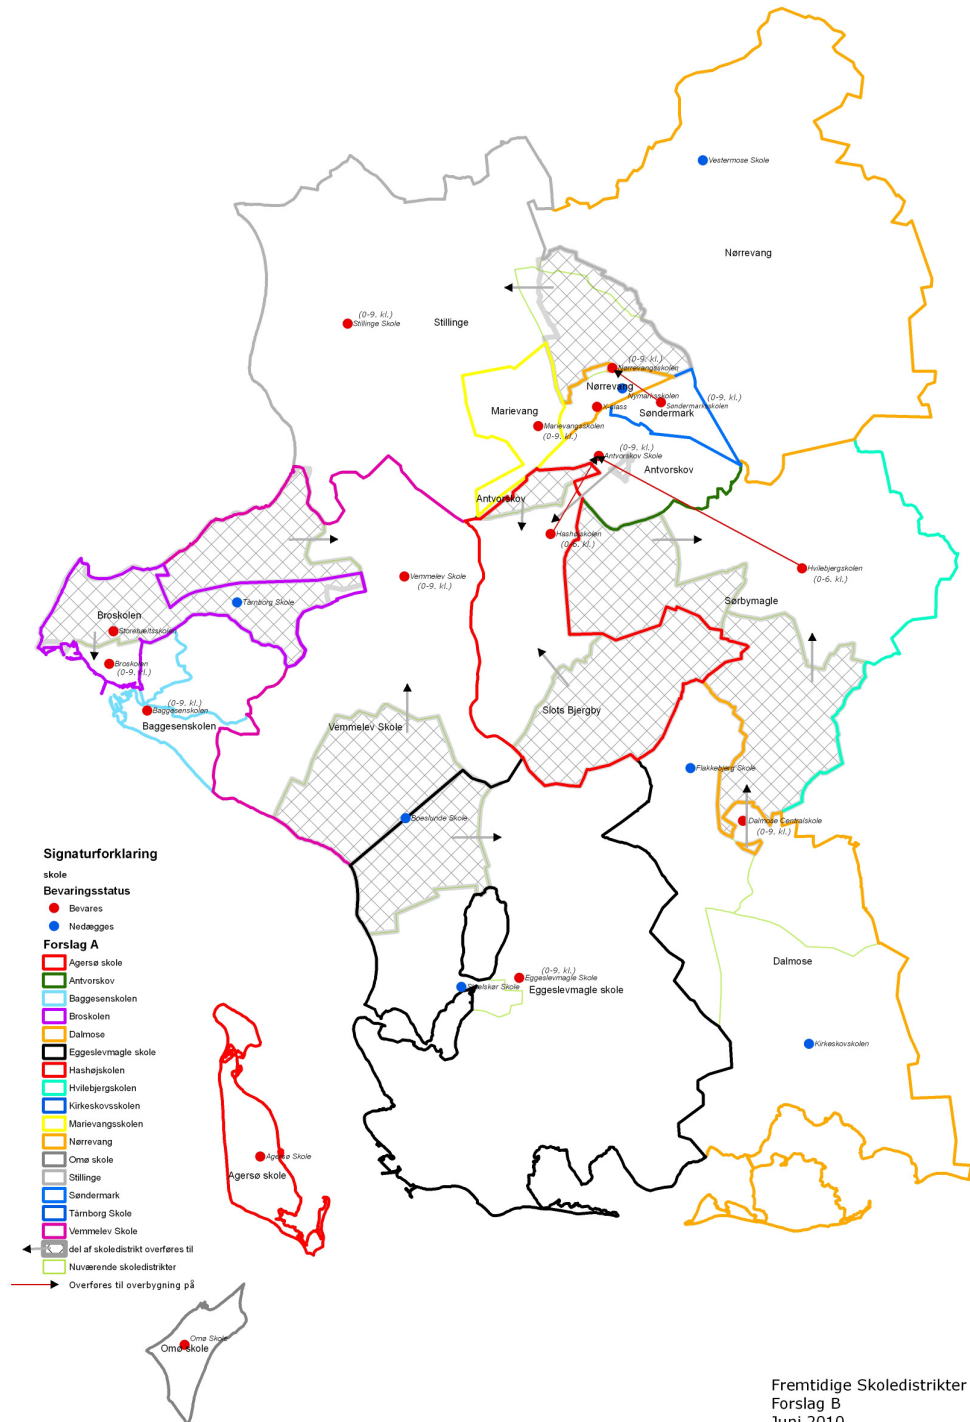 Vestermose Skole
Nørrevang
(0-9. kl.)
Stillinge Skole
Stillinge
(0-9. kl.)
Nørrevangsskolen
Nørrevang
Nymarksskolen
(0-9. kl.)
Søndermarksskolen
X-class
Søndermark
Marievang
Marievangsskolen
(0-9. kl.)
(0-9. kl.)
Antvorskov Skole
Antvorskov
Antvorskov
Hashøjskolen
(0-6. kl.)
Hvilebjergskolen
(0-6. kl.)
Vemmelev Skole
(0-9. kl.)
Sørbymagle
Tårnborg Skole
Broskolen
Storebæltsskolen
Broskolen
(0-9. kl.)
(0-9. kl.)
Baggesenskolen
Baggesenskolen
Vemmelev Skole
Slots Bjergby
Flakkebjerg Skole
Boeslunde Skole
Dalmose Centralskole
(0-9. kl.)
Signaturforklaring
skole
Bevaringsstatus
Bevares
Nedægges
Forslag A
Agersø skole
Antvorskov
Baggesenskolen
Broskolen
Dalmose
Eggeslevmagle skole
Hashøjskolen
Hvilebjergskolen
Kirkeskovsskolen
Marievangsskolen
Nørrevang
Omø skole
Stillinge
Søndermark
Tårnborg Skole
Vemmelev Skole
del af skoledistrikt overføres til
Nuværende skoledistrikter
Overføres til overbygning på
Dalmose
(0-9. kl.)
Eggeslevmagle Skole
Skælskør Skole
Eggeslevmagle skole
Kirkeskovskolen
Agersø Skole
Agersø skole
Omø Skole
Omø skole
Fremtidige Skoledistrikter
Forslag B
Juni 2010